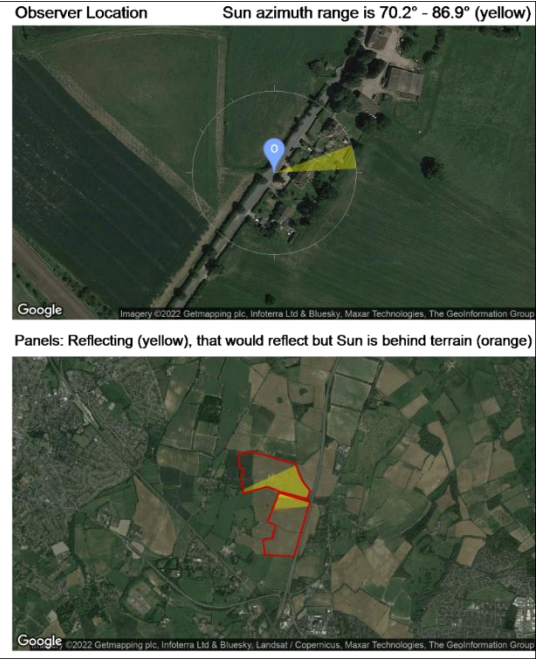 Observer Location
Sun azimuth range is 70.2° - 86.9° (yellow)
O
Google
Imagery ©2022 Getmapping plc, Infoterra Ltd & Bluesky, Maxar Technologies, The GeoInformation Group
Panels: Reflecting (yellow), that would reflect but Sun is behind terrain (orange)
Google
©2022 Getmapping plc, Infoterra Ltd & Bluesky, Landsat / Copernicus, Maxar Technologies, The GeoInformation Group